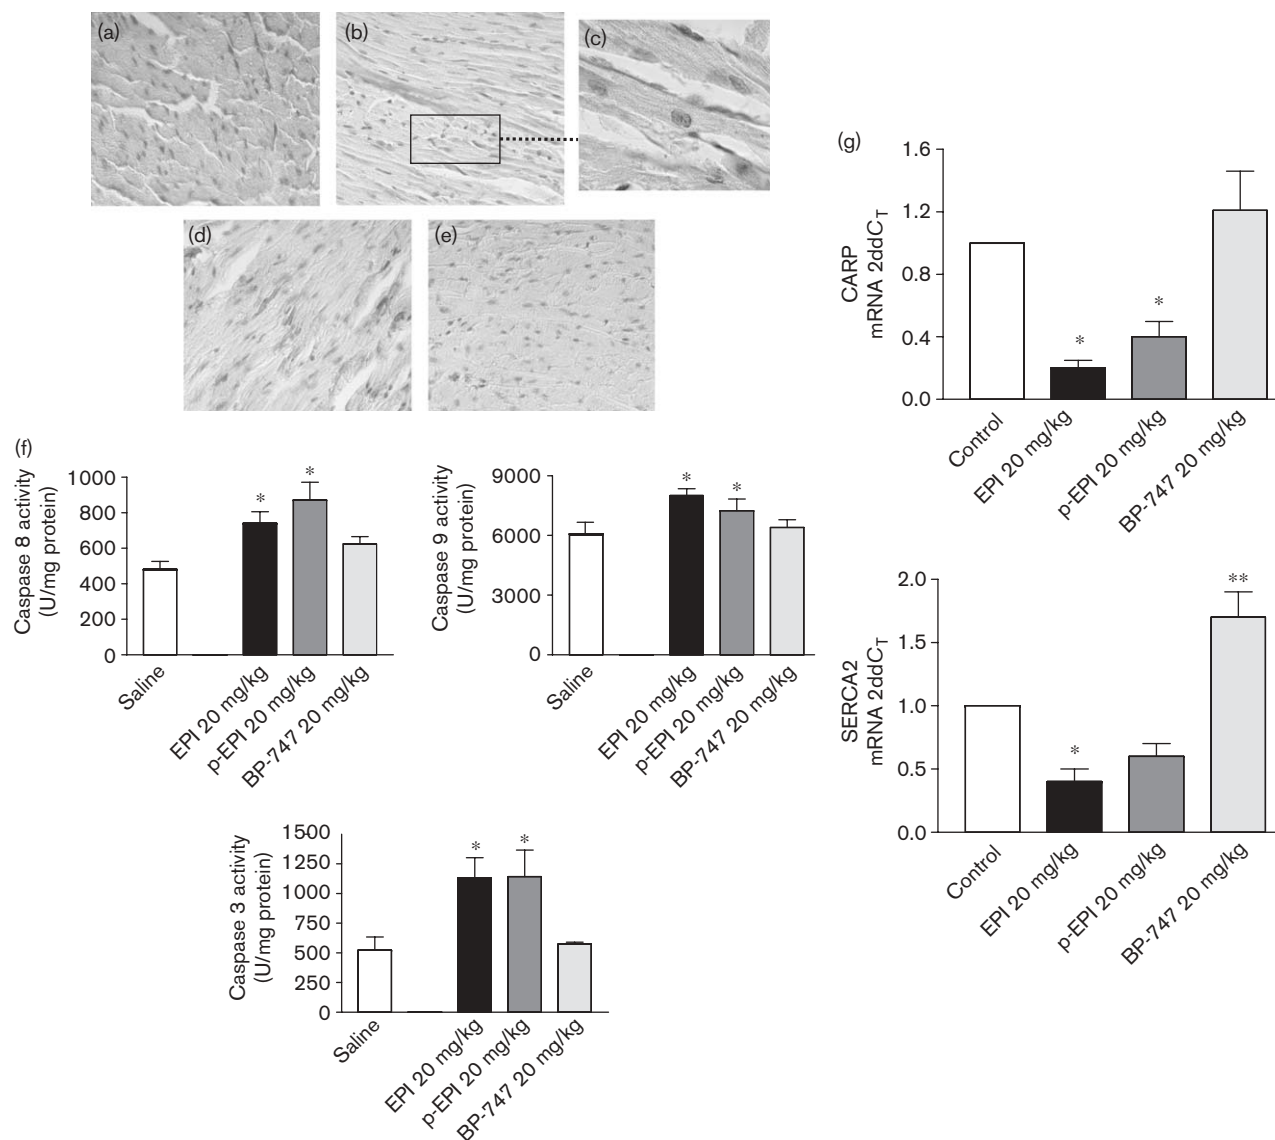 (a)
(b)
(c)
(d)
(e)
(f)
Caspase 8 activity
(U/mg protein)
1000
800
600
400
200
0
*
*
Saline
EPI 20 mg/kg
p-EPI 20 mg/kg
BP-747 20 mg/kg
Caspase 9 activity
(U/mg protein)
9000
6000
3000
0
*
*
Saline
EPI 20 mg/kg
p-EPI 20 mg/kg
BP-747 20 mg/kg
Caspase 3 activity
(U/mg protein)
1500
1250
1000
750
500
250
0
*
*
Saline
EPI 20 mg/kg
p-EPI 20 mg/kg
BP-747 20 mg/kg
(g)
CARP
mRNA 2ddCT
1.6
1.2
0.8
0.4
0.0
*
*
Control
EPI 20 mg/kg
p-EPI 20 mg/kg
BP-747 20 mg/kg
SERCA2
mRNA 2ddCT
2.0
1.5
1.0
0.5
0.0
*
**
Control
EPI 20 mg/kg
p-EPI 20 mg/kg
BP-747 20 mg/kg